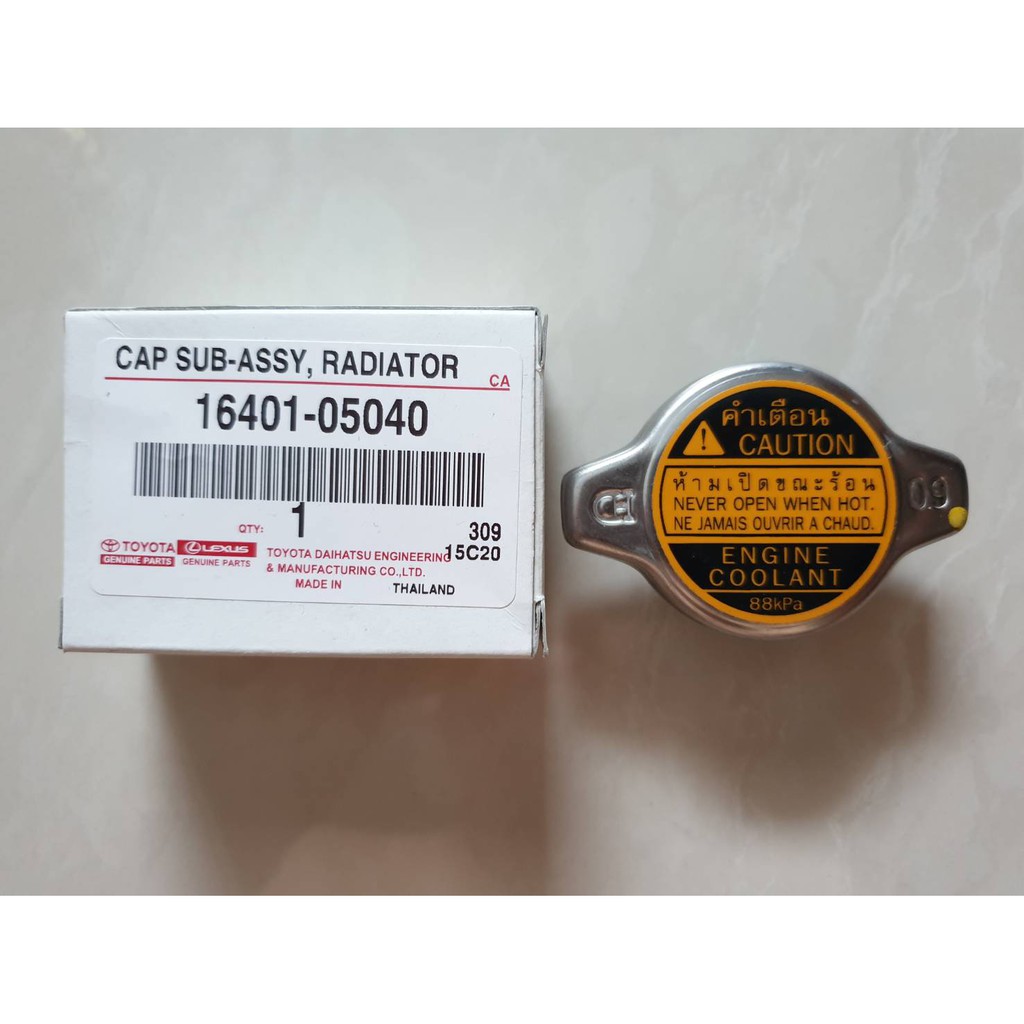 CAP SUB-ASSY, RADIATOR
CA
16401-05040
QTY: 1
309
15C20
TOYOTA
GENUINE PARTS
LEXUS
GENUINE PARTS
TOYOTA DAIHATSU ENGINEERING
& MANUFACTURING CO.,LTD.
MADE IN THAILAND
คำเตือน
CAUTION
ห้ามเปิดขณะร้อน
NEVER OPEN WHEN HOT.
NE JAMAIS OUVRIR A CHAUD.
ENGINE
COOLANT
88kPa
0.9